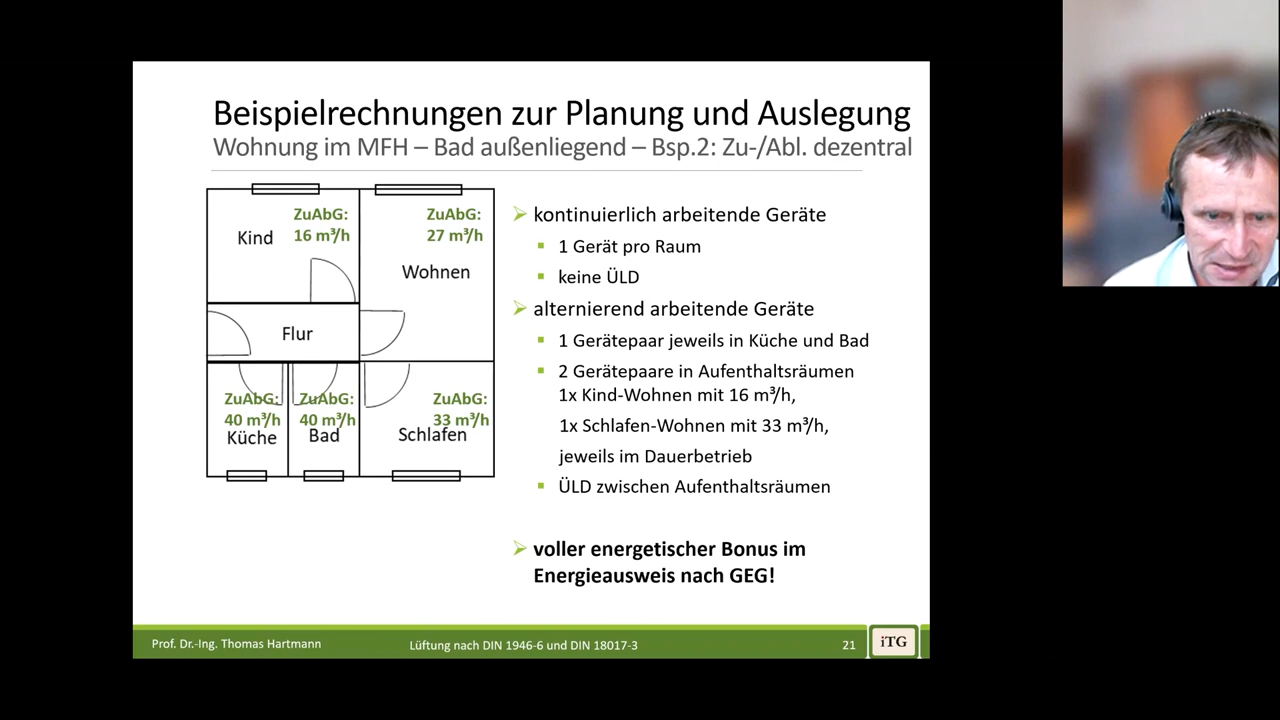 Beispielrechnungen zur Planung und Auslegung
Wohnung im MFH – Bad außenliegend – Bsp.2: Zu-/Abl. dezentral
ZuAbG:
16 m³/h
Kind
ZuAbG:
27 m³/h
Wohnen
Flur
ZuAbG:
40 m³/h
Küche
ZuAbG:
40 m³/h
Bad
ZuAbG:
33 m³/h
Schlafen
kontinuierlich arbeitende Geräte
1 Gerät pro Raum
keine ÜLD
alternierend arbeitende Geräte
1 Gerätepaar jeweils in Küche und Bad
2 Gerätepaare in Aufenthaltsräumen
1x Kind-Wohnen mit 16 m³/h,
1x Schlafen-Wohnen mit 33 m³/h,
jeweils im Dauerbetrieb
ÜLD zwischen Aufenthaltsräumen
voller energetischer Bonus im
Energieausweis nach GEG!
Prof. Dr.-Ing. Thomas Hartmann
Lüftung nach DIN 1946-6 und DIN 18017-3
21
iTG